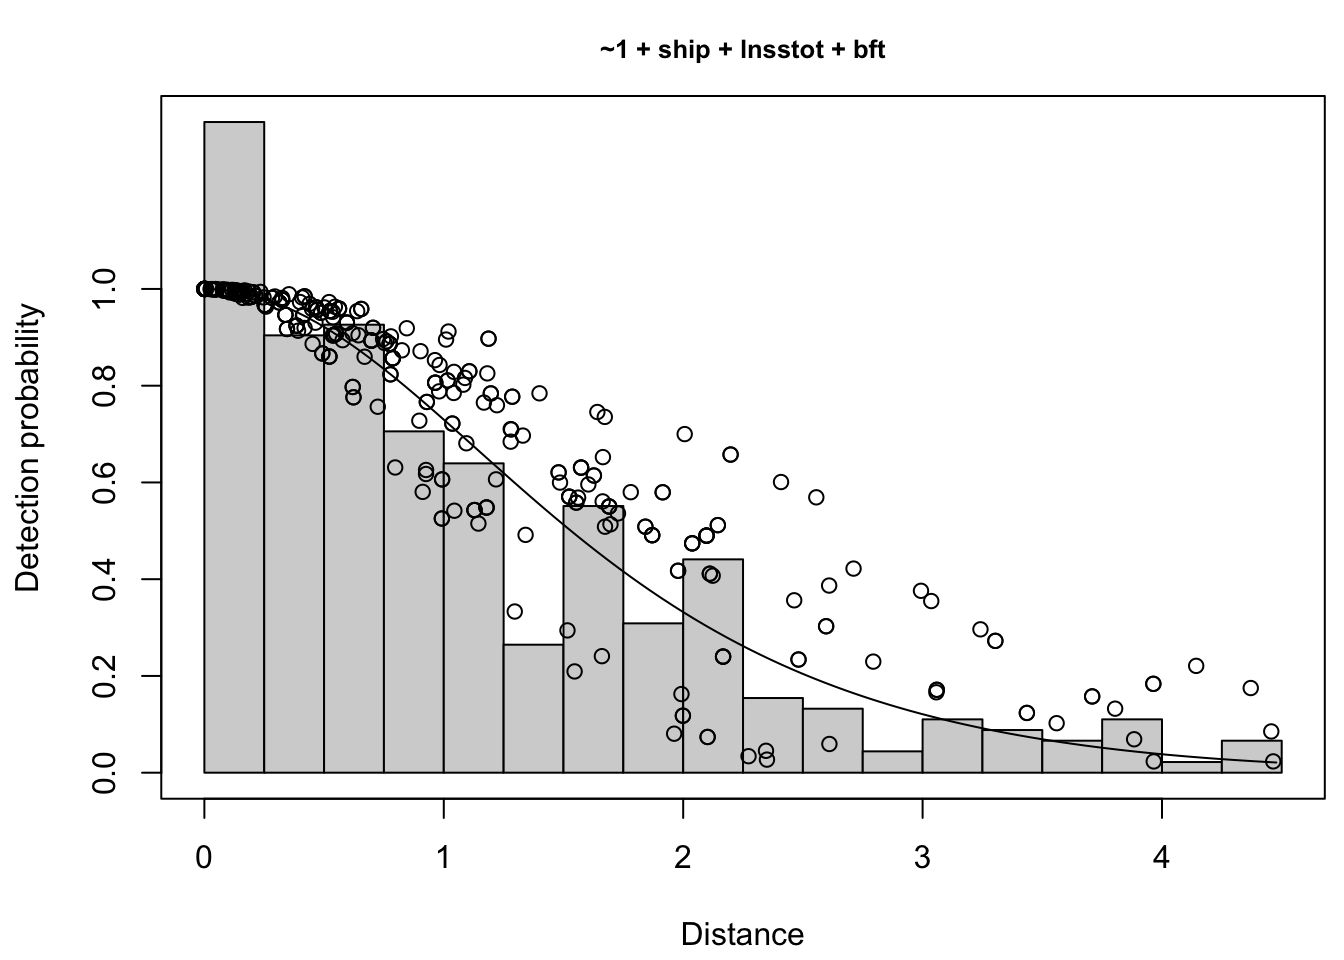 ~1 + ship + lnsstot + bft
Detection probability
1.0
0.8
0.6
0.4
0.2
0.0
0 1 2 3 4
Distance